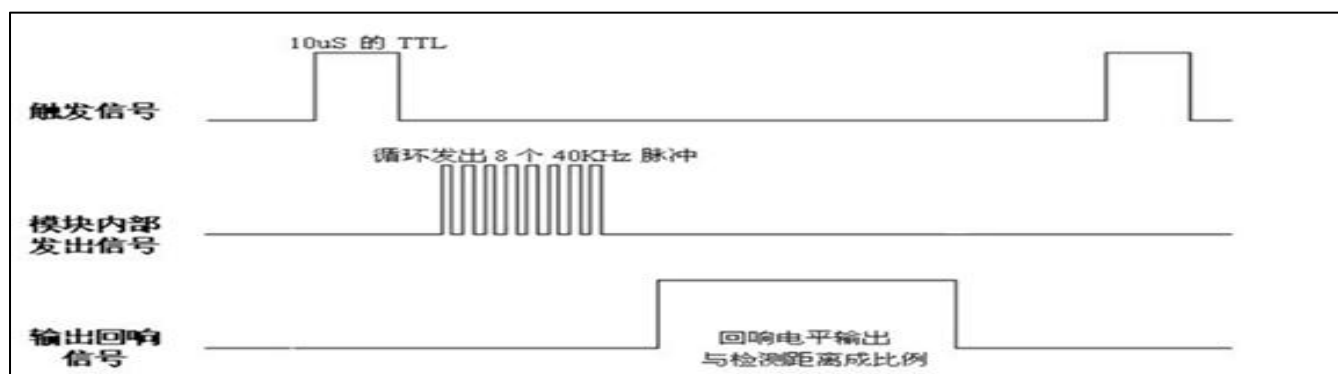 10uS 的 TTL
触发信号
循环发出 8 个 40KHz 脉冲
模块内部
发出信号
输出回响
信号
回响电平输出
与检测距离成比例